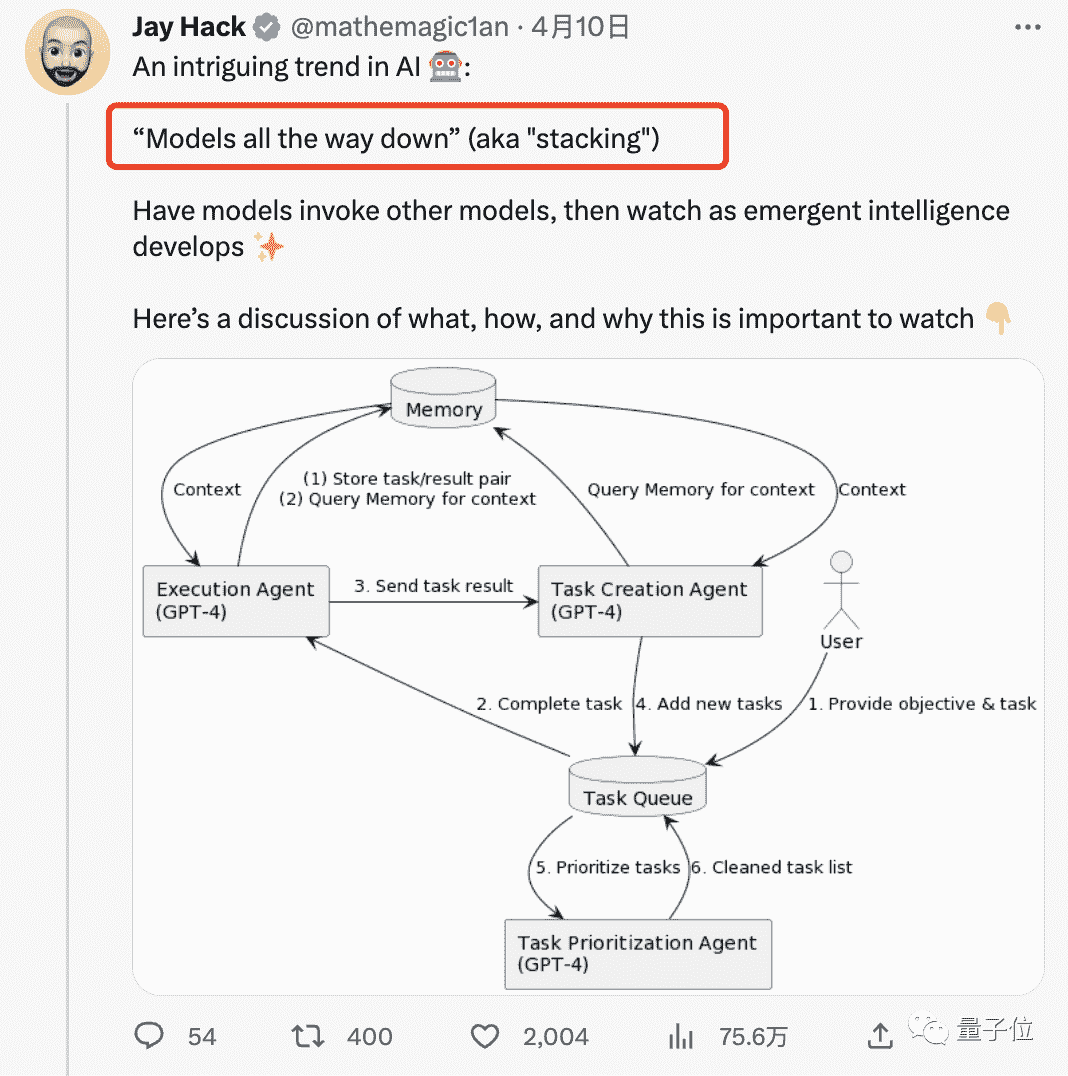 Jay Hack @mathemagic1an · 4月10日
An intriguing trend in AI 🤖:
“Models all the way down” (aka "stacking")
Have models invoke other models, then watch as emergent intelligence
develops ✨
Here’s a discussion of what, how, and why this is important to watch 👇
Memory
Context
(1) Store task/result pair
(2) Query Memory for context
Query Memory for context
Context
Execution Agent
(GPT-4)
3. Send task result
Task Creation Agent
(GPT-4)
User
2. Complete task
4. Add new tasks
1. Provide objective & task
Task Queue
5. Prioritize tasks
6. Cleaned task list
Task Prioritization Agent
(GPT-4)
54
400
2,004
75.6万
量子位